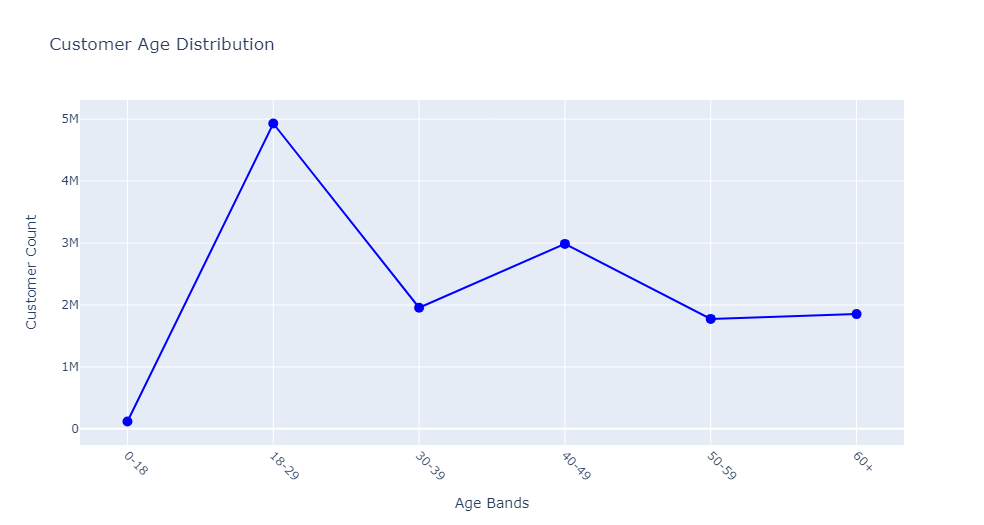 Customer Age Distribution
Customer Count
5M
4M
3M
2M
1M
0
0-18
18-29
30-39
40-49
50-59
60+
Age Bands